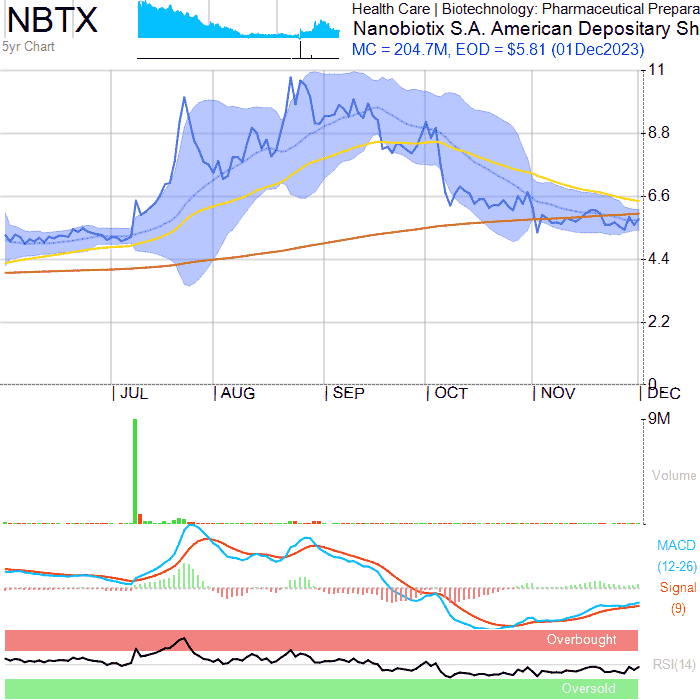 NBTX
5yr Chart
Health Care | Biotechnology: Pharmaceutical Prepara
Nanobiotix S.A. American Depositary Sh
MC = 204.7M, EOD = $5.81 (01Dec2023)
11
8.8
6.6
4.4
2.2
0
JUL
AUG
SEP
OCT
NOV
DEC
9M
Volume
MACD
(12-26)
Signal
(9)
Overbought
RSI(14)
Oversold